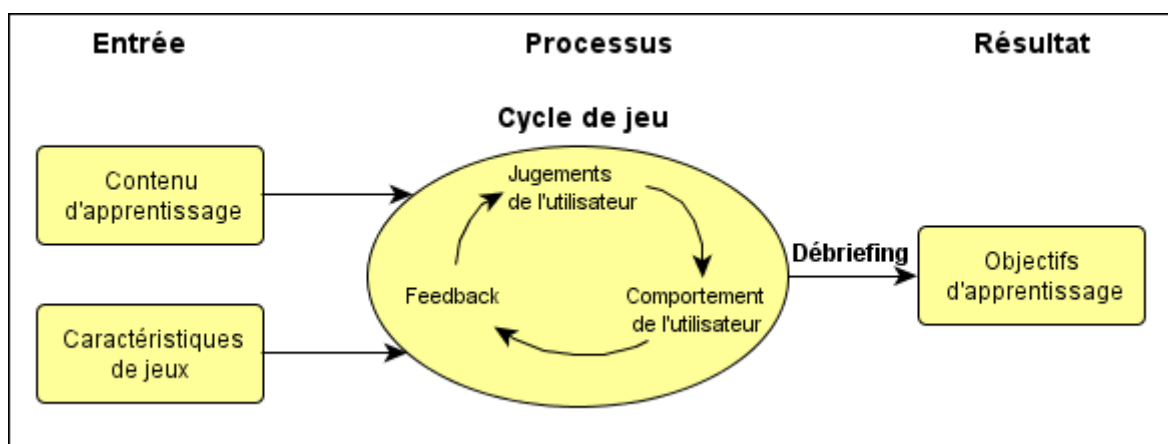 Entrée
Processus
Résultat
Cycle de jeu
Contenu
d'apprentissage
Jugements
de l'utilisateur
Débriefing
Objectifs
d'apprentissage
Feedback
Comportement
de l'utilisateur
Caractéristiques
de jeux